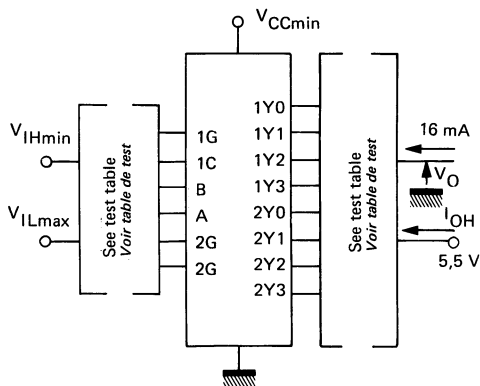 VCCmin
VIHmin
VILmax
See test table
Voir table de test
1G
1C
B
A
2G
2G
1Y0
1Y1
1Y2
1Y3
2Y0
2Y1
2Y2
2Y3
See test table
Voir table de test
16 mA
VO
IOH
5,5 V